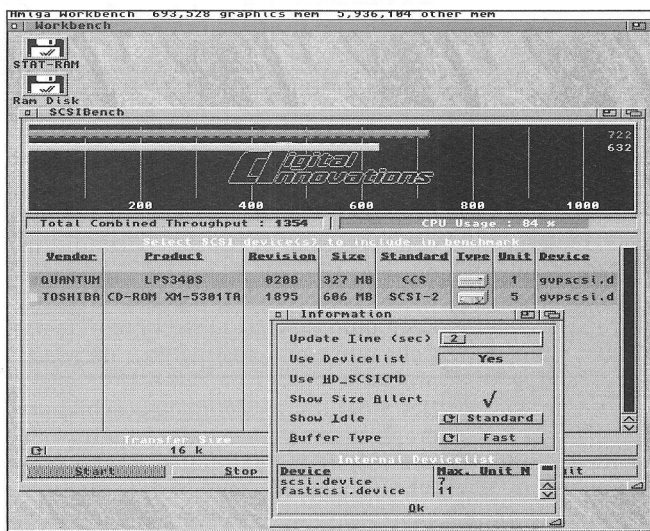 Amiga Workbench 693,528 graphics mem 5,936,104 other mem
Workbench
STAT-RAM
Ram Disk
SCSIBench
722
632
Digital
Innovations
200 400 600 800 1000
Total Combined Throughput : 1354
CPU Usage : 84 %
Select SCSI device(s) to include in benchmark
Vendor Product Revision Size Standard Type Unit Device
QUANTUM LPS340S 020B 327 MB CCS 1 gvpscsi.d
TOSHIBA CD-ROM XM-5301TA 1895 606 MB SCSI-2 5 gvpscsi.d
Information
Update Time (sec) 2
Use Devicelist Yes
Use HD_SCSICMD
Show Size Allert
Show Idle Standard
Buffer Type Fast
Transfer Size
16 k
Internal Devicelist
Device Max. Unit N
scsi.device 7
fastscsi.device 11
Start Stop
Ok